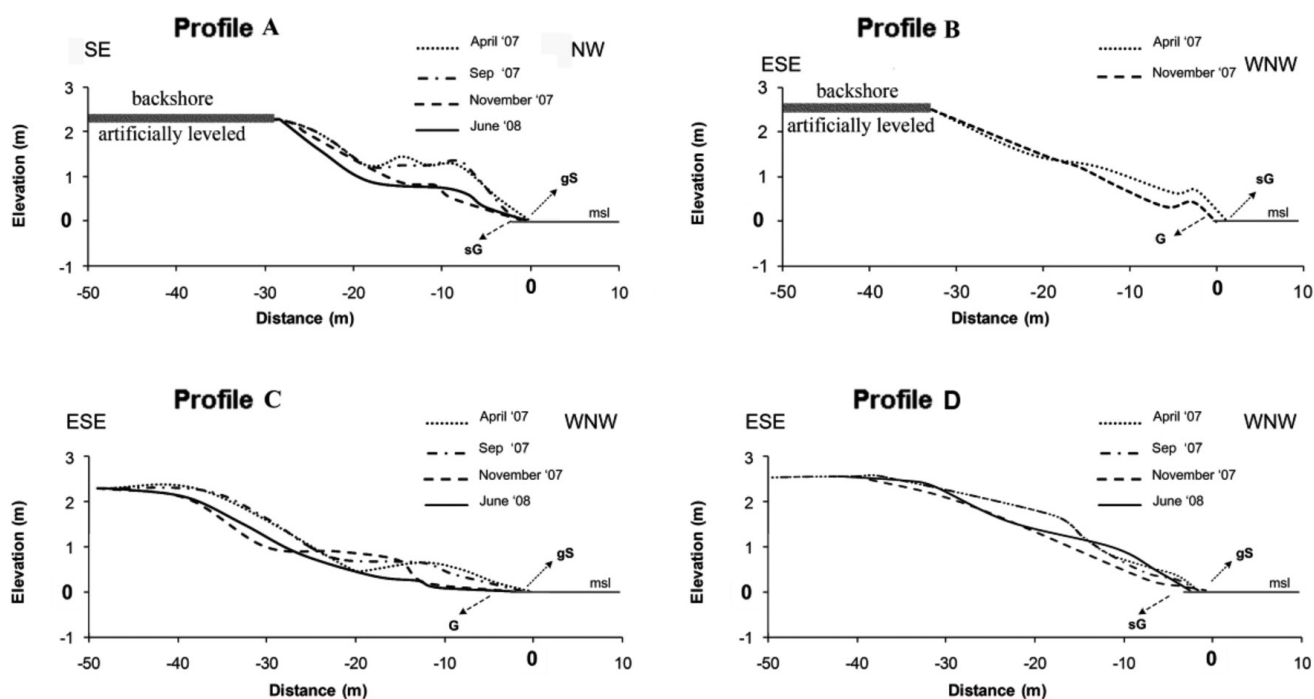 Profile A
SE
NW
April '07
Sep '07
November '07
June '08
backshore
artificially leveled
gS
sG
msl
Elevation (m)
3
2
1
0
-1
-50 -40 -30 -20 -10 0 10
Distance (m)
Profile B
ESE
WNW
April '07
November '07
backshore
artificially leveled
sG
G
msl
Elevation (m)
3
2
1
0
-1
-50 -40 -30 -20 -10 0 10
Distance (m)
Profile C
ESE
WNW
April '07
Sep '07
November '07
June '08
gS
G
msl
Elevation (m)
3
2
1
0
-1
-50 -40 -30 -20 -10 0 10
Distance (m)
Profile D
ESE
WNW
April '07
Sep '07
November '07
June '08
gS
sG
msl
Elevation (m)
3
2
1
0
-1
-50 -40 -30 -20 -10 0 10
Distance (m)